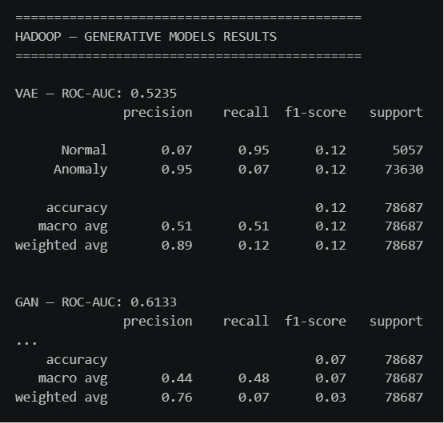 ==============================================
HADOOP — GENERATIVE MODELS RESULTS
==============================================
VAE — ROC-AUC: 0.5235
precision recall f1-score support
Normal 0.07 0.95 0.12 5057
Anomaly 0.95 0.07 0.12 73630
accuracy 0.12 78687
macro avg 0.51 0.51 0.12 78687
weighted avg 0.89 0.12 0.12 78687
GAN — ROC-AUC: 0.6133
precision recall f1-score support
...
accuracy 0.07 78687
macro avg 0.44 0.48 0.07 78687
weighted avg 0.76 0.07 0.03 78687